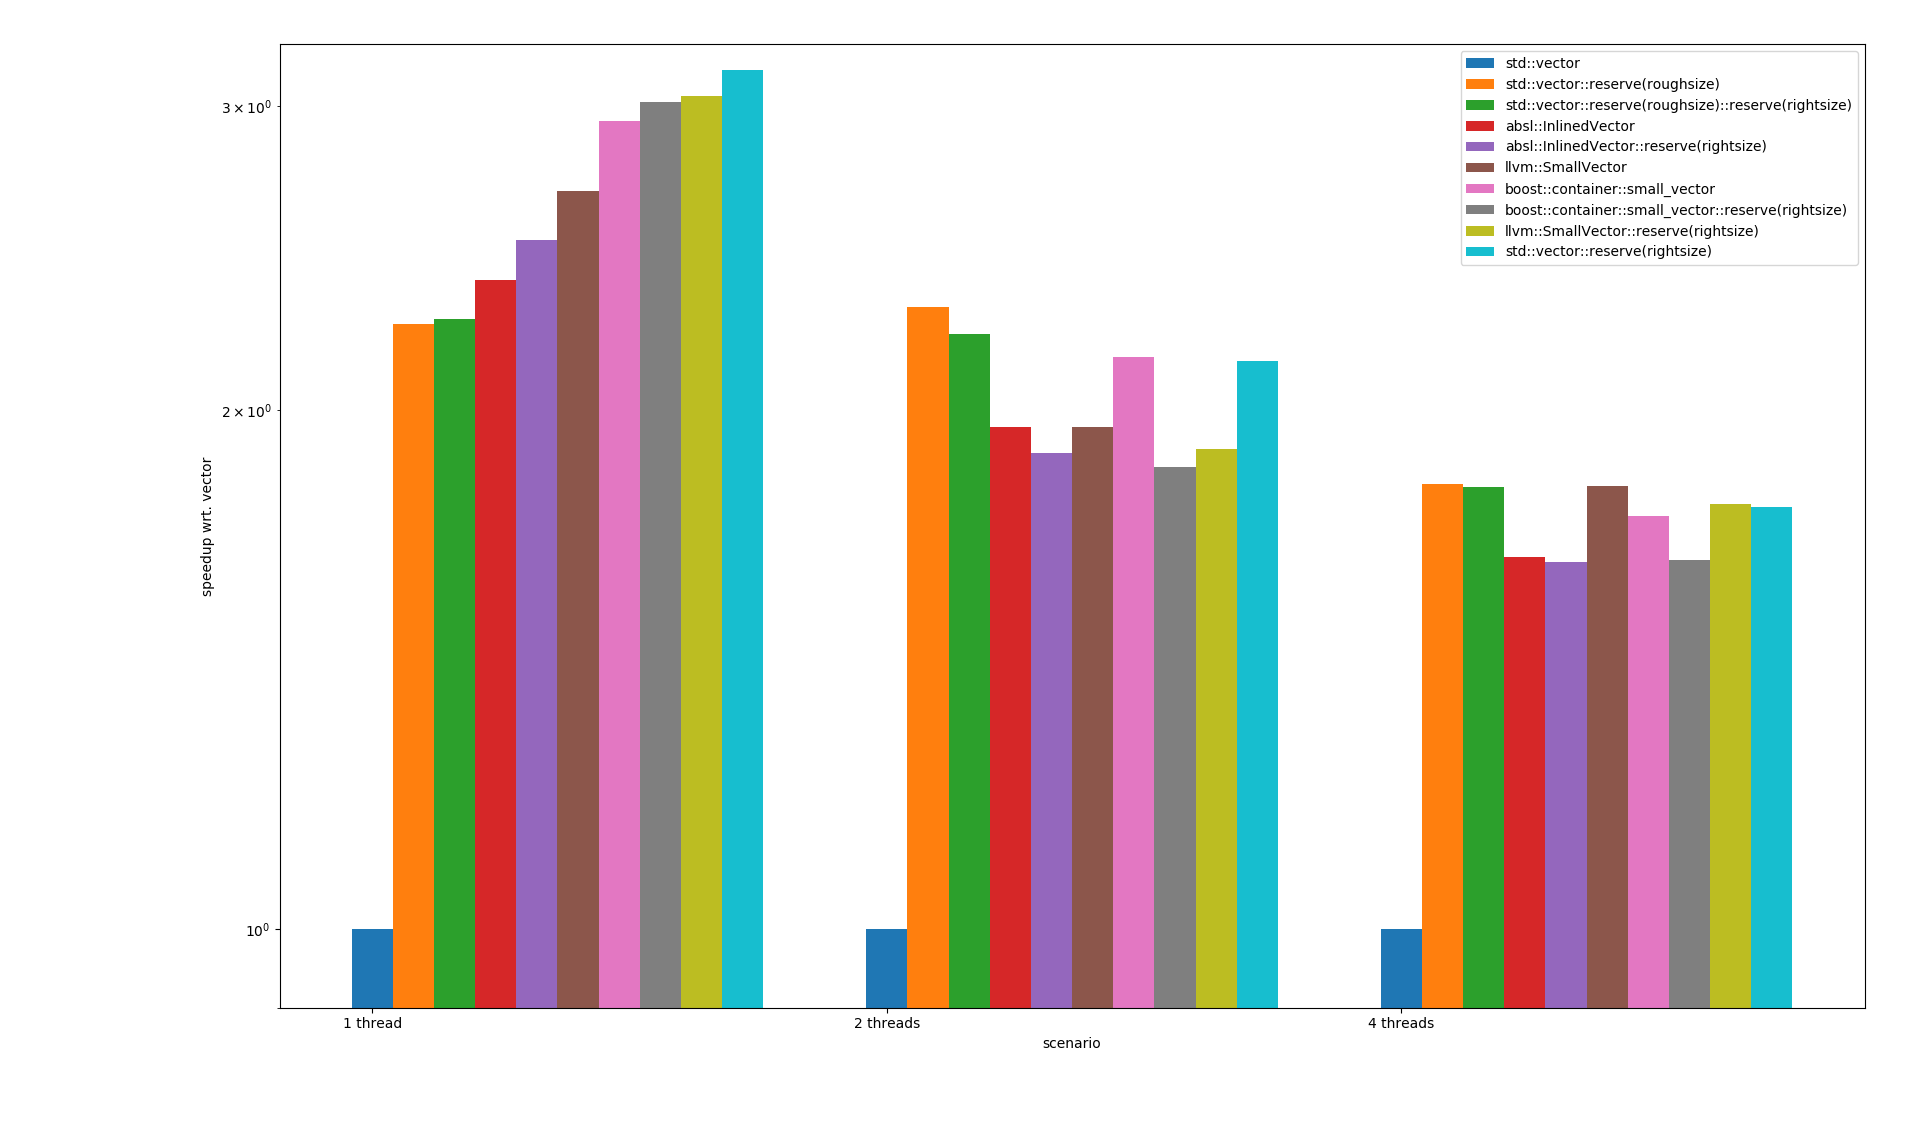 3 × 10⁰
2 × 10⁰
10⁰
speedup wrt. vector
std::vector
std::vector::reserve(roughsize)
std::vector::reserve(roughsize)::reserve(rightsize)
absl::InlinedVector
absl::InlinedVector::reserve(rightsize)
llvm::SmallVector
boost::container::small_vector
boost::container::small_vector::reserve(rightsize)
llvm::SmallVector::reserve(rightsize)
std::vector::reserve(rightsize)
1 thread
2 threads
4 threads
scenario